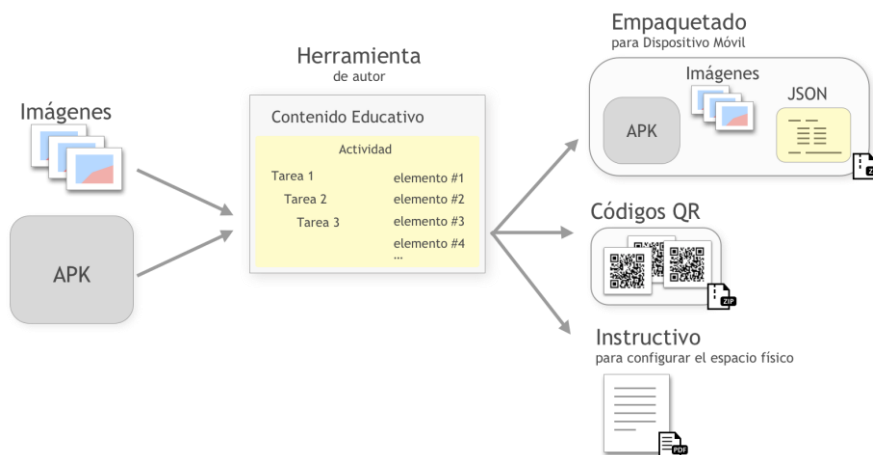 Imágenes
APK
Herramienta
de autor
Contenido Educativo
Actividad
Tarea 1
Tarea 2
Tarea 3
elemento #1
elemento #2
elemento #3
elemento #4
...
Empaquetado
para Dispositivo Móvil
Imágenes
APK
JSON
Códigos QR
ZIP
Instructivo
para configurar el espacio físico
PDF